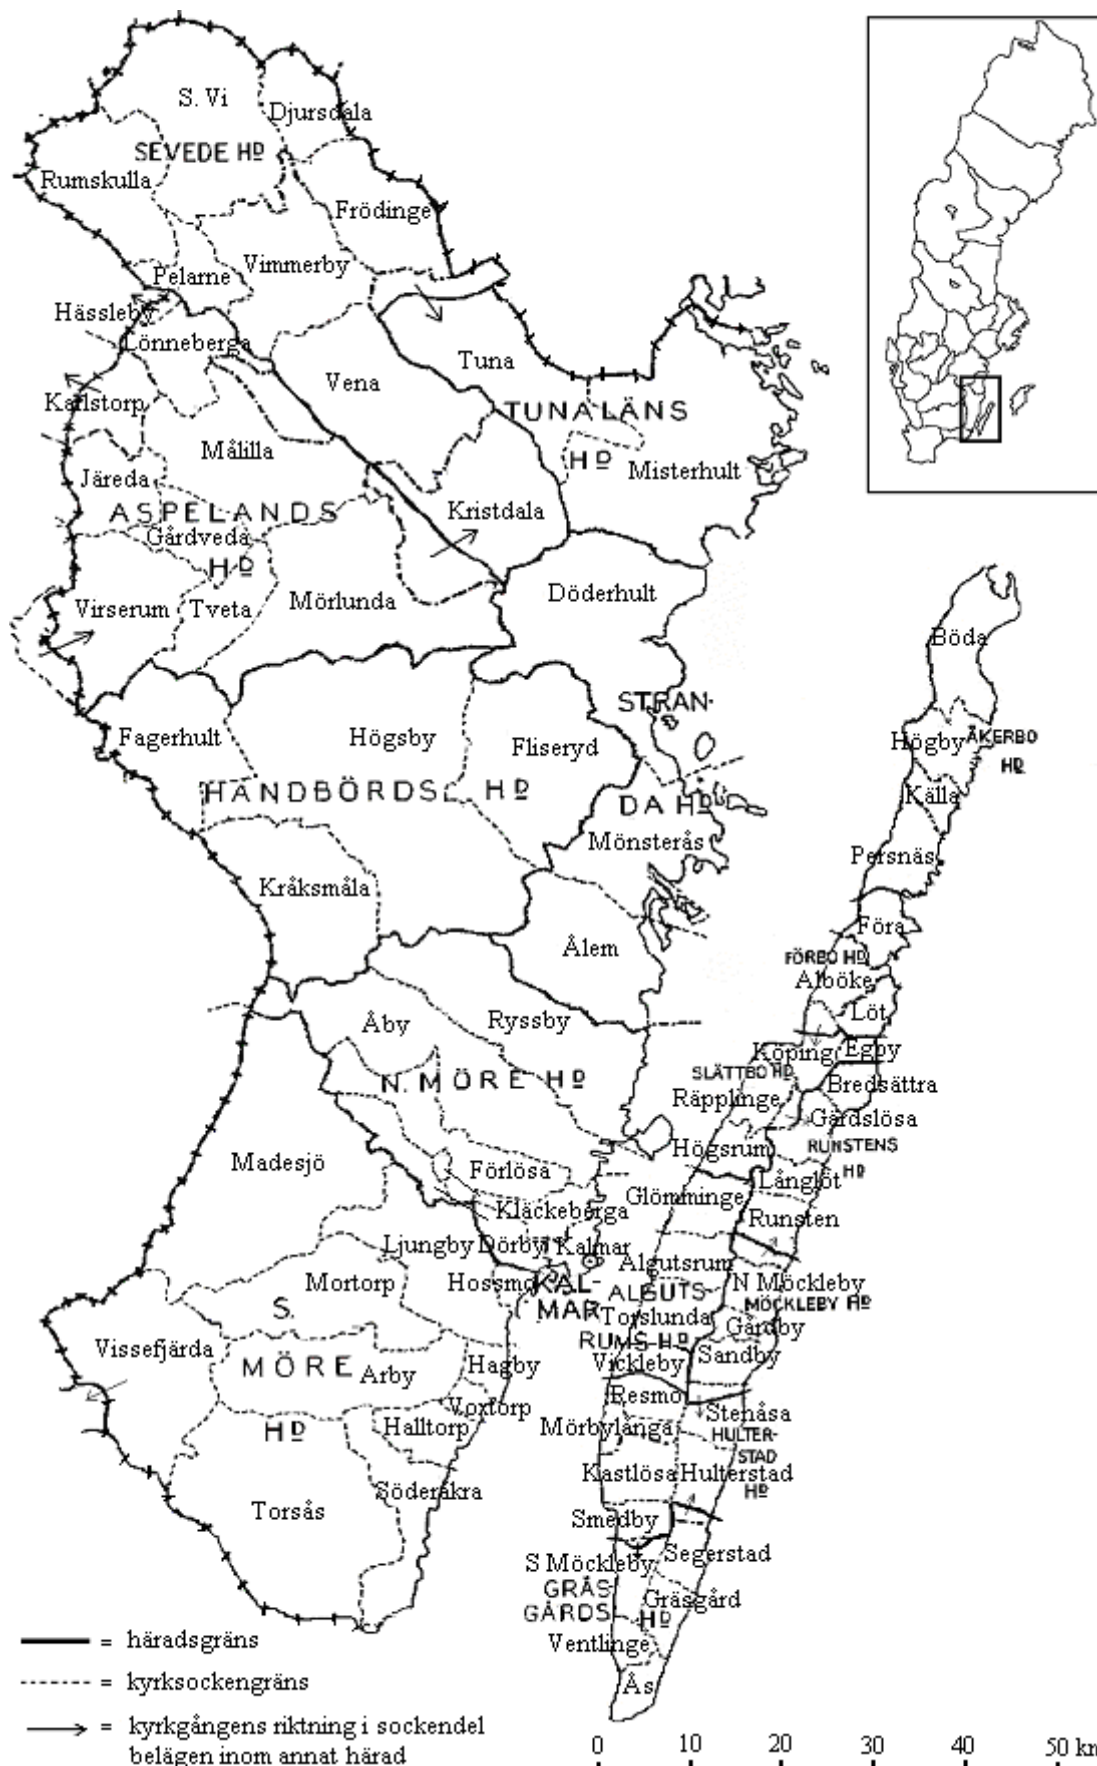 S. Vi
Djursdala
SEVEDE HD
Rumskulla
Frödinge
Vimmerby
Pelarne
Hässleby
Lönneberga
Tuna
Vena
Karlstorp
TUNA LÄNS
HD
Målilla
Misterhult
Järeda
ASPELANDS
Kristdala
Gårdveda
HD
Döderhult
Virserum
Tveta
Mörlunda
Böda
STRAN-
Fagerhult
Högsby
Fliseryd
Högby
ÅKERBO
HD
HANDBÖRDS HD
DA HD
Källa
Mönsterås
Persnäs
Kråksmåla
Föra
Ålem
FÖRBO HD
Alböke
Löt
Åby
Ryssby
Köping
Egby
N. MÖRE HD
SLÄTTBO HD
Bredsättra
Räpplinge
Gärdslösa
Högsrum
RUNSTENS
HD
Madesjö
Förlösa
Långlöt
Glömminge
Kläckeberga
Runsten
Ljungby
Dörby
Kalmar
Algutsrum
Mortorp
Hossmo
KAL-
MAR
N Möckleby
ALGUTS-
MÖCKLEBY HD
S.
Torslunda
Gårdby
RUMS HD
Vissefjärda
Vickleby
Sandby
MÖRE
Arby
Hagby
Resmo
Voxtorp
Stenåsa
HD
Halltorp
Mörbylånga
HULTER-
STAD
HD
Kastlösa
Hulterstad
Söderåkra
Torsås
Smedby
Segerstad
S Möckleby
GRÄS-
GÅRDS
HD
Gräsgård
Ventlinge
Ås
= häradsgräns
= kyrksockengräns
= kyrkgångens riktning i sockendel
belägen inom annat härad
0 10 20 30 40 50 km